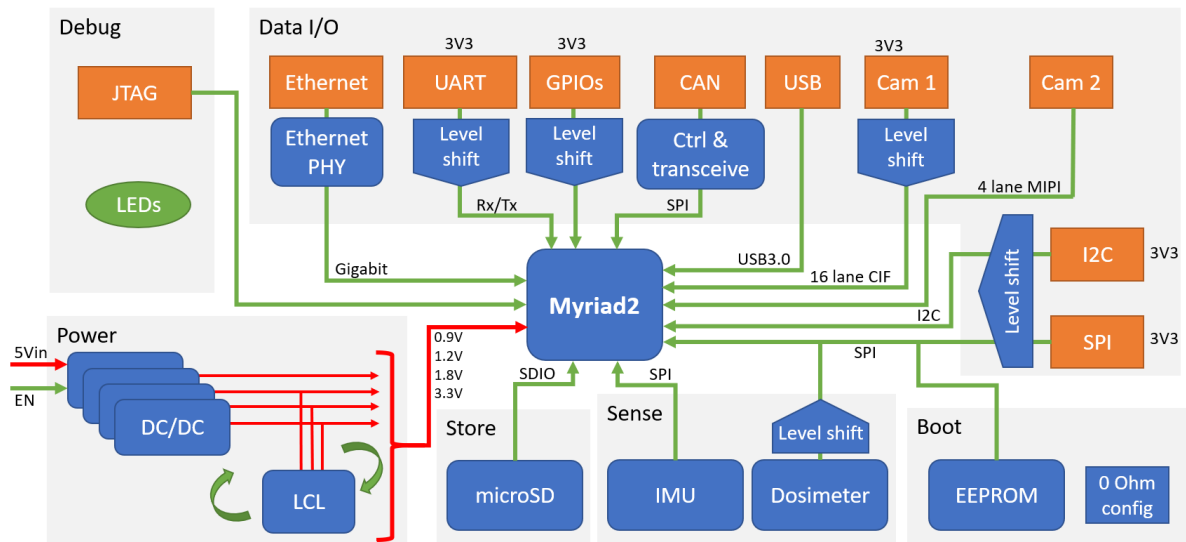 Debug
JTAG
LEDs
Data I/O
3V3
3V3
3V3
Ethernet
UART
GPIOs
CAN
USB
Cam 1
Cam 2
Ethernet
PHY
Level
shift
Level
shift
Ctrl &
transceive
Level
shift
Rx/Tx
SPI
4 lane MIPI
Gigabit
USB3.0
16 lane CIF
I2C
SPI
Myriad2
Level shift
I2C
3V3
SPI
3V3
Power
5Vin
EN
DC/DC
LCL
0.9V
1.2V
1.8V
3.3V
SDIO
SPI
Store
microSD
Sense
IMU
Level shift
Dosimeter
Boot
EEPROM
0 Ohm
config